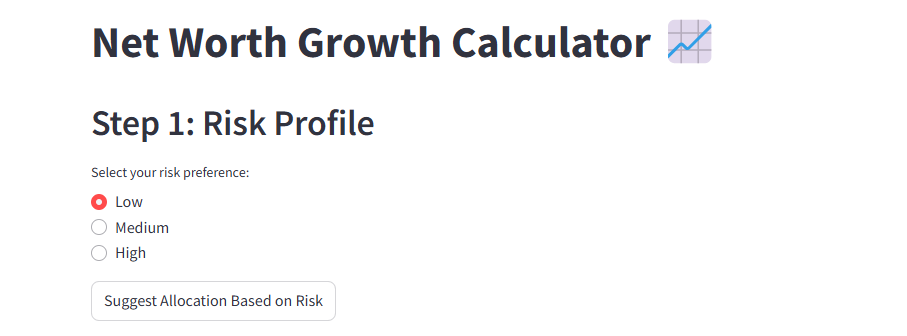 Net Worth Growth Calculator
Step 1: Risk Profile
Select your risk preference:
Low
Medium
High
Suggest Allocation Based on Risk